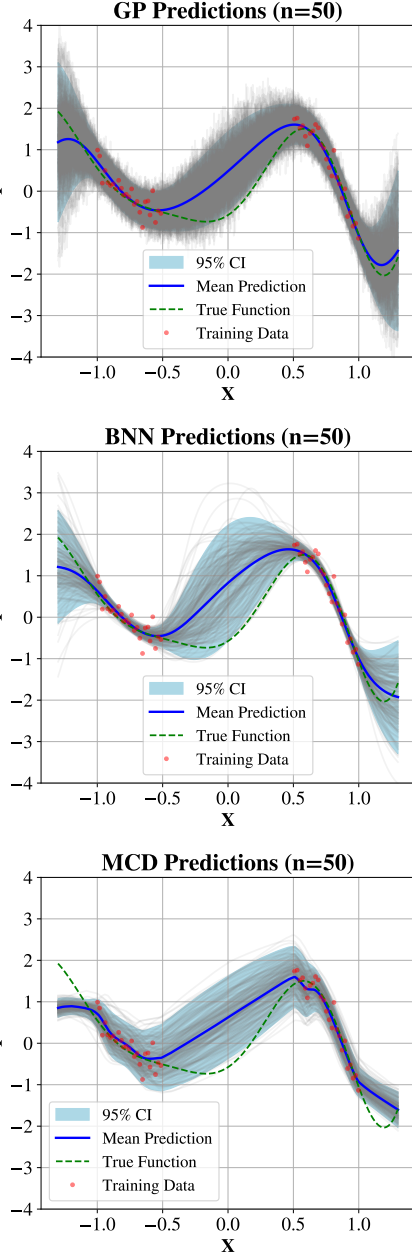 GP Predictions (n=50)
4
3
2
1
0
−1
−2
−3
−4
95% CI
Mean Prediction
True Function
Training Data
−1.0 −0.5 0.0 0.5 1.0
X
BNN Predictions (n=50)
4
3
2
1
0
−1
−2
−3
−4
95% CI
Mean Prediction
True Function
Training Data
−1.0 −0.5 0.0 0.5 1.0
X
MCD Predictions (n=50)
4
3
2
1
0
−1
−2
−3
−4
95% CI
Mean Prediction
True Function
Training Data
−1.0 −0.5 0.0 0.5 1.0
X